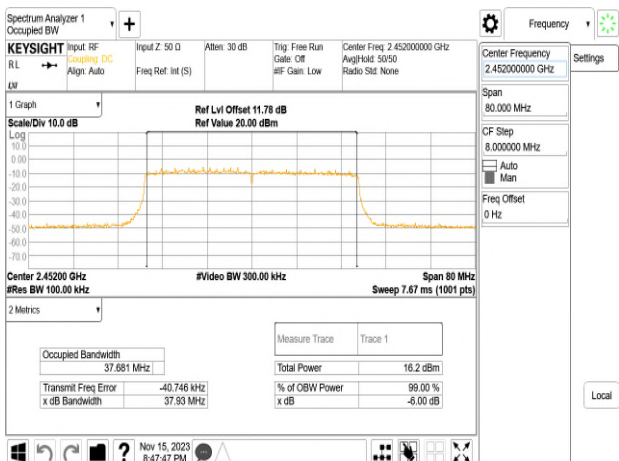 Spectrum Analyzer 1
Occupied BW
KEYSIGHT
RL
Input: RF
Coupling: DC
Align: Auto
Input Z: 50 Ω
Freq Ref: Int (S)
Atten: 30 dB
Trig: Free Run
Gate: Off
#IF Gain: Low
Center Freq: 2.452000000 GHz
Avg|Hold: 50/50
Radio Std: None
LXI
1 Graph
Scale/Div 10.0 dB
Ref Lvl Offset 11.78 dB
Ref Value 20.00 dBm
Log
10.0
0.00
-10.0
-20.0
-30.0
-40.0
-50.0
-60.0
-70.0
Center 2.45200 GHz
#Res BW 100.00 kHz
#Video BW 300.00 kHz
Span 80 MHz
Sweep 7.67 ms (1001 pts)
2 Metrics
Occupied Bandwidth
37.681 MHz
Transmit Freq Error -40.746 kHz
x dB Bandwidth 37.93 MHz
Measure Trace Trace 1
Total Power 16.2 dBm
% of OBW Power 99.00 %
x dB -6.00 dB
Nov 15, 2023
8:47:47 PM
Frequency
Settings
Center Frequency
2.452000000 GHz
Span
80.000 MHz
CF Step
8.000000 MHz
Auto
Man
Freq Offset
0 Hz
Local